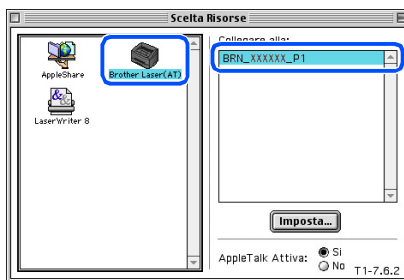 Scelta Risorse
Collegare alla:
AppleShare
Brother Laser(AT)
LaserWriter 8
BRN_XXXXXX_P1
Imposta...
AppleTalk Attiva:
Si
No
T1-7.6.2